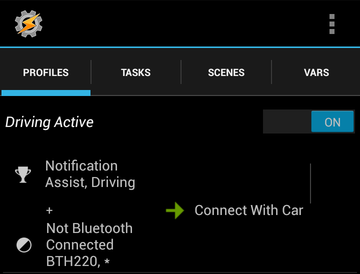 PROFILES TASKS SCENES VARS
Driving Active ON
Notification
Assist, Driving
+
Connect With Car
Not Bluetooth
Connected
BTH220, *